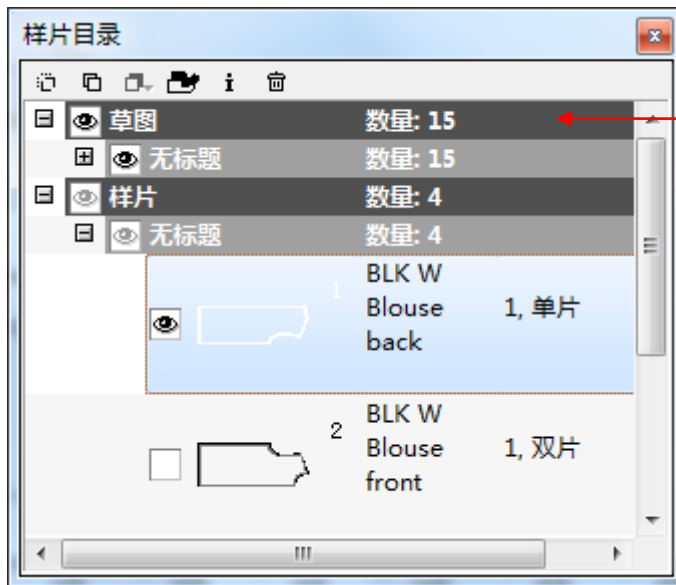 样片目录
草图 数量: 15
无标题 数量: 15
样片 数量: 4
无标题 数量: 4
1
BLK W
Blouse 1, 单片
back
2
BLK W
Blouse 1, 双片
front